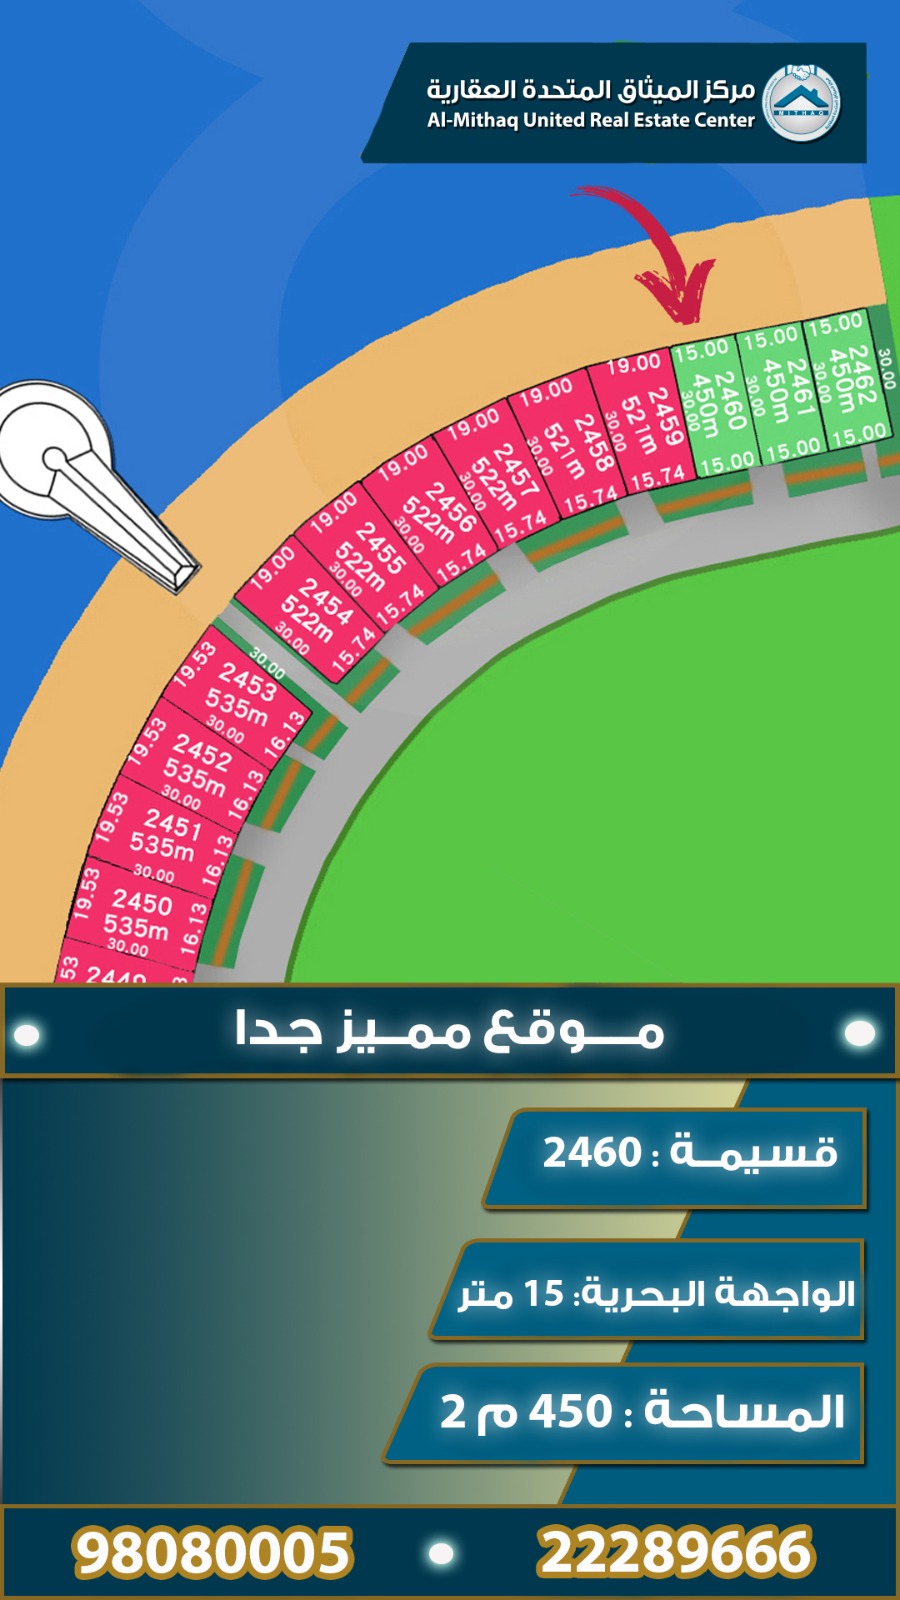 مركز الميثاق المتحدة العقارية
Al-Mithaq United Real Estate Center
MITHAQ
15.00
2462
450m
30.00
15.00
30.00
15.00
2461
450m
30.00
15.00
15.00
2460
450m
30.00
15.00
19.00
2459
521m
30.00
15.74
19.00
2458
521m
30.00
15.74
19.00
2457
522m
30.00
15.74
19.00
2456
522m
30.00
15.74
19.00
2455
522m
30.00
15.74
19.00
2454
522m
30.00
15.74
30.00
19.53
2453
535m
30.00
16.13
19.53
2452
535m
30.00
16.13
19.53
2451
535m
30.00
16.13
19.53
2450
535m
30.00
16.13
موقع مميز جدا
قسيمة : 2460
الواجهة البحرية: 15 متر
المساحة : 450 م 2
98080005 • 22289666